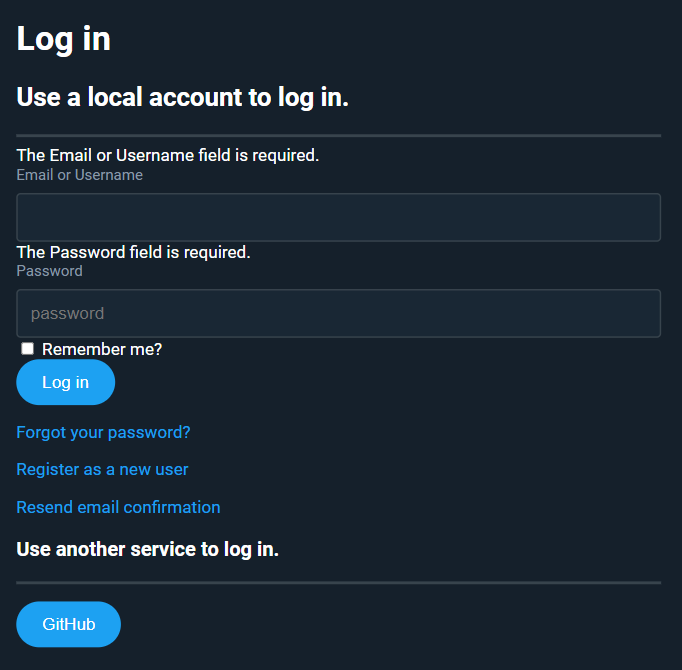 Log in
Use a local account to log in.
The Email or Username field is required.
Email or Username
The Password field is required.
Password
password
Remember me?
Log in
Forgot your password?
Register as a new user
Resend email confirmation
Use another service to log in.
GitHub